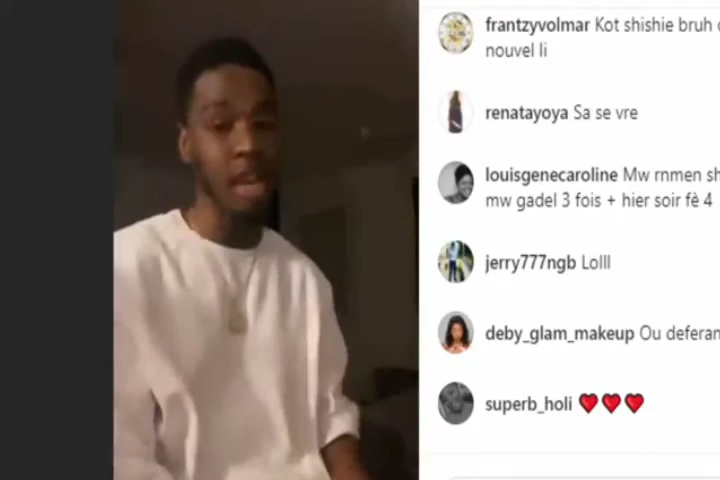 frantzyvolmar Kot shishie bruh
nouvel li
renatayoya Sa se vre
louisgenecaroline Mw rnmen sh
mw gadel 3 fois + hier soir fè 4
jerry777ngb Lolll
deby_glam_makeup Ou deferan
superb_holi ❤️❤️❤️